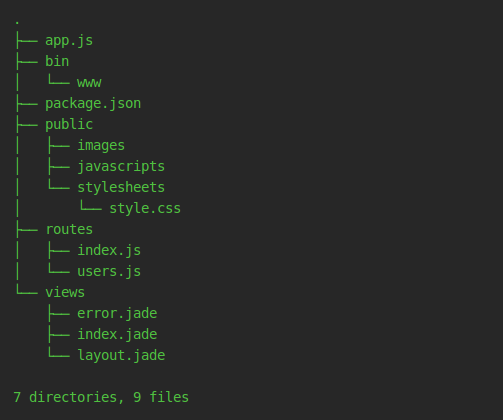 .
├── app.js
├── bin
│   └── www
├── package.json
├── public
│   ├── images
│   ├── javascripts
│   └── stylesheets
│       └── style.css
├── routes
│   ├── index.js
│   └── users.js
└── views
    ├── error.jade
    ├── index.jade
    └── layout.jade

7 directories, 9 files